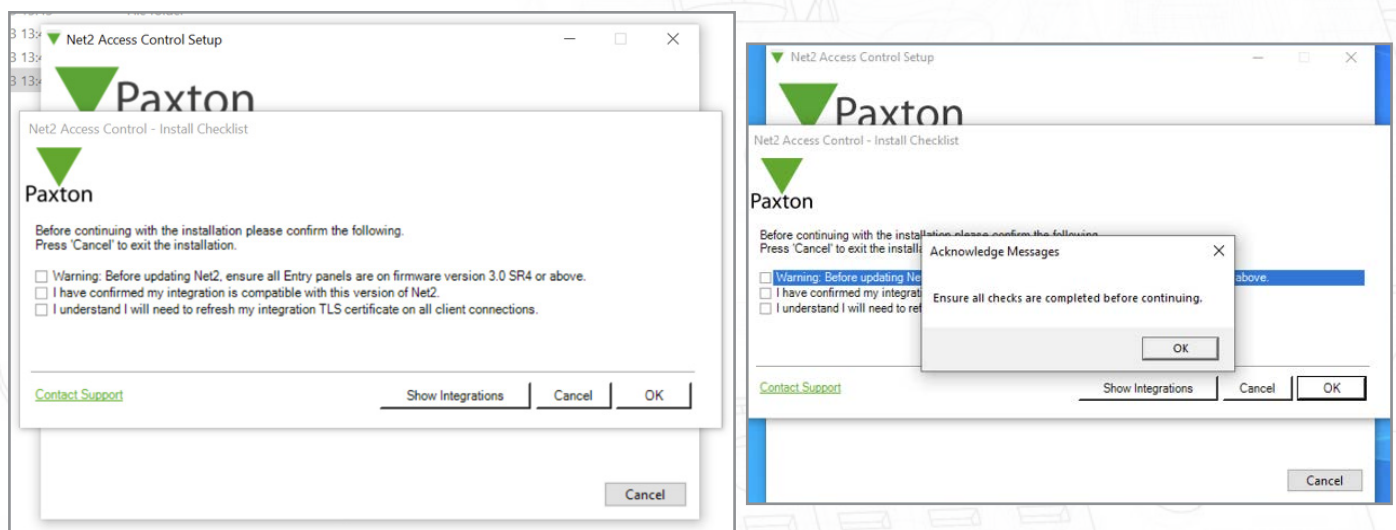 Net2 Access Control Setup
Paxton
Net2 Access Control - Install Checklist
Paxton
Before continuing with the installation please confirm the following.
Press 'Cancel' to exit the installation.
Warning: Before updating Net2, ensure all Entry panels are on firmware version 3.0 SR4 or above.
I have confirmed my integration is compatible with this version of Net2.
I understand I will need to refresh my integration TLS certificate on all client connections.
Contact Support
Show Integrations
Cancel
OK
Cancel
Net2 Access Control Setup
Paxton
Net2 Access Control - Install Checklist
Paxton
Before continuing with the installation please confirm the following.
Press 'Cancel' to exit the installa
Warning: Before updating Ne
above.
I have confirmed my integrat
I understand I will need to ref
Acknowledge Messages
Ensure all checks are completed before continuing.
OK
Contact Support
Show Integrations
Cancel
OK
Cancel